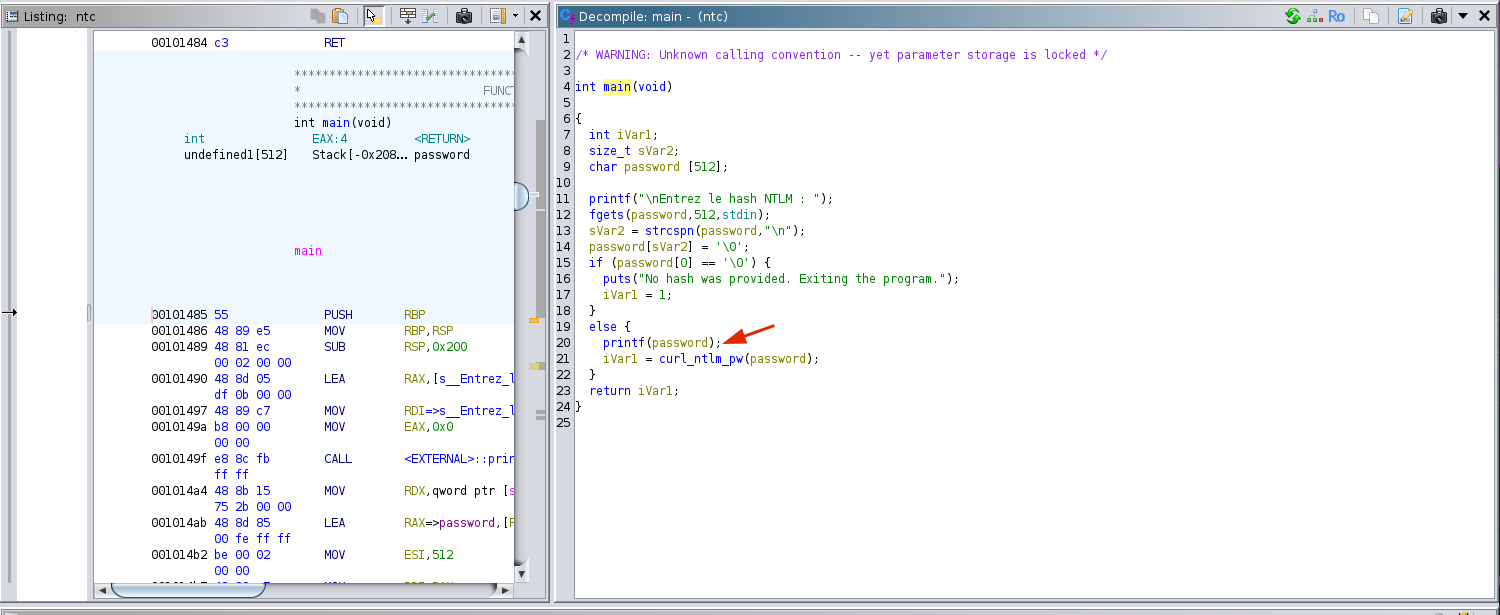 Listing: ntc
00101484 c3 RET
*******************************
* FUNCT
*******************************
int main(void)
int EAX:4 <RETURN>
undefined1[512] Stack[-0x208... password
main
00101485 55 PUSH RBP
00101486 48 89 e5 MOV RBP,RSP
00101489 48 81 ec SUB RSP,0x200
00 02 00 00
00101490 48 8d 05 LEA RAX,[s__Entrez_l
df 0b 00 00
00101497 48 89 c7 MOV RDI=>s__Entrez_l
0010149a b8 00 00 MOV EAX,0x0
00 00
0010149f e8 8c fb CALL <EXTERNAL>::prin
ff ff
001014a4 48 8b 15 MOV RDX,qword ptr [s
75 2b 00 00
001014ab 48 8d 85 LEA RAX=>password,[R
00 fe ff ff
001014b2 be 00 02 MOV ESI,512
00 00
Decompile: main - (ntc)
Ro
1
2 /* WARNING: Unknown calling convention -- yet parameter storage is locked */
3
4 int main(void)
5
6 {
7 int iVar1;
8 size_t sVar2;
9 char password [512];
10
11 printf("\nEntrez le hash NTLM : ");
12 fgets(password,512,stdin);
13 sVar2 = strcspn(password,"\n");
14 password[sVar2] = '\0';
15 if (password[0] == '\0') {
16 puts("No hash was provided. Exiting the program.");
17 iVar1 = 1;
18 }
19 else {
20 printf(password);
21 iVar1 = curl_ntlm_pw(password);
22 }
23 return iVar1;
24 }
25